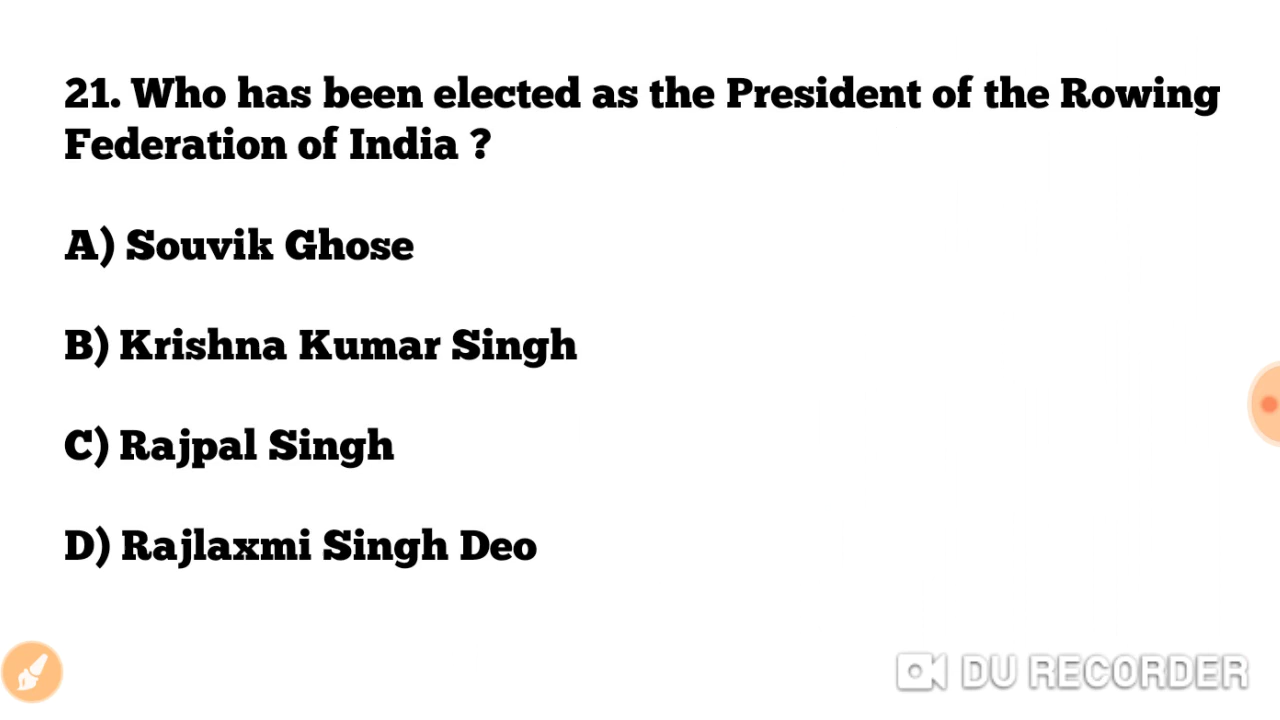 21. Who has been elected as the President of the Rowing
Federation of India ?
A) Souvik Ghose
B) Krishna Kumar Singh
C) Rajpal Singh
D) Rajlaxmi Singh Deo
DU RECORDER